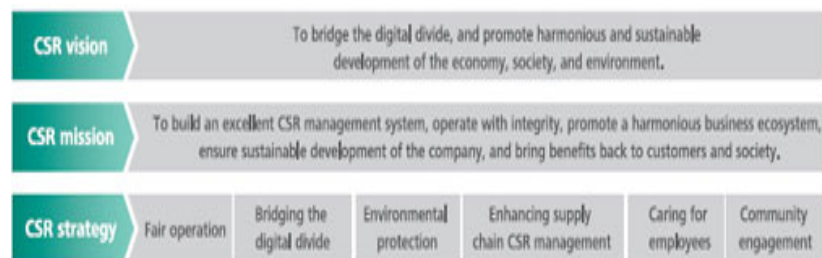 CSR vision
To bridge the digital divide, and promote harmonious and sustainable
development of the economy, society, and environment.
CSR mission
To build an excellent CSR management system, operate with integrity, promote a harmonious business ecosystem,
ensure sustainable development of the company, and bring benefits back to customers and society.
CSR strategy
Fair operation
Bridging the
digital divide
Environmental
protection
Enhancing supply
chain CSR management
Caring for
employees
Community
engagement